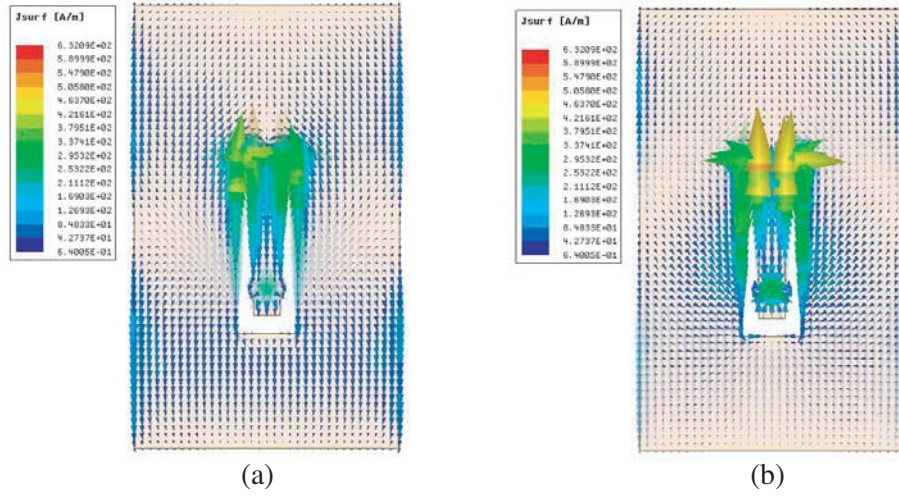 Jsurf [A/m]
6.3209E+02
5.8999E+02
5.4790E+02
5.0580E+02
4.6370E+02
4.2161E+02
3.7951E+02
3.3741E+02
2.9532E+02
2.5322E+02
2.1112E+02
1.6903E+02
1.2693E+02
8.4833E+01
4.2737E+01
6.4005E-01
(a)
Jsurf [A/m]
6.3209E+02
5.8999E+02
5.4790E+02
5.0580E+02
4.6370E+02
4.2161E+02
3.7951E+02
3.3741E+02
2.9532E+02
2.5322E+02
2.1112E+02
1.6903E+02
1.2693E+02
8.4833E+01
4.2737E+01
6.4005E-01
(b)